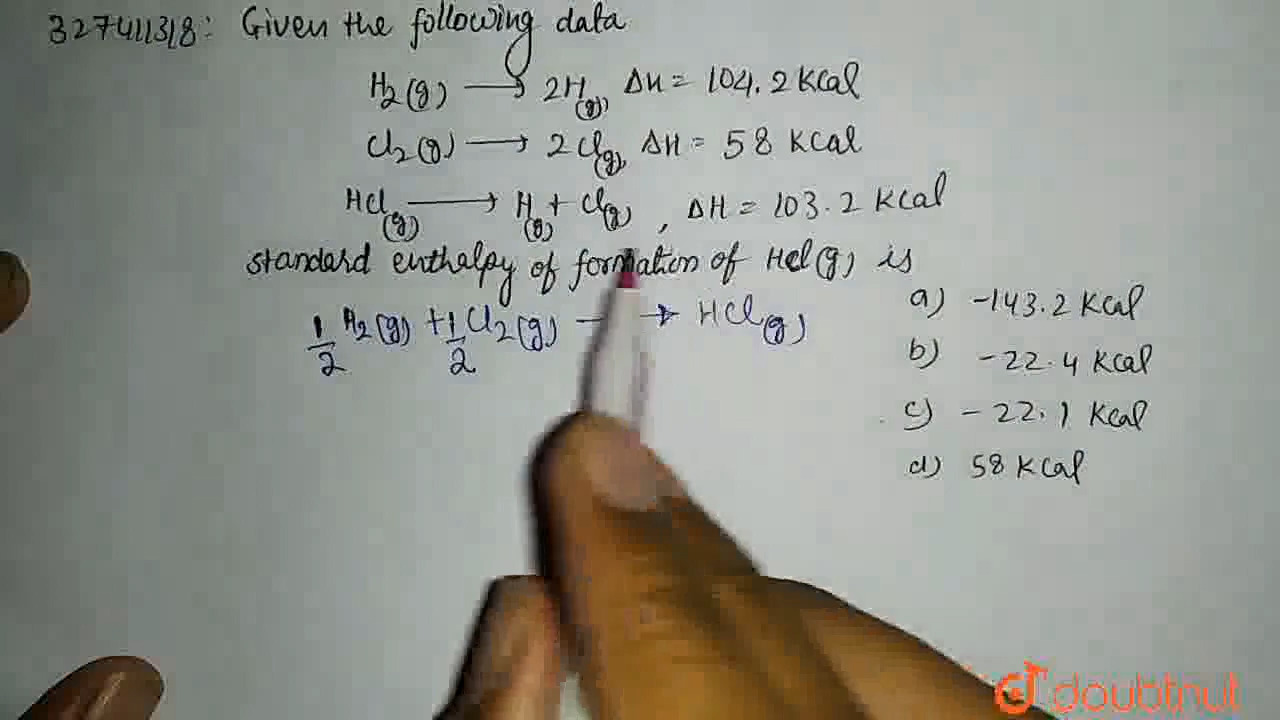 327411318: Given the following data
H2(g) → 2H(g), ΔH = 104.2 KCal
Cl2(g) → 2Cl(g), ΔH = 58 KCal
HCl(g) → H(g) + Cl(g), ΔH = 103.2 KCal
standard enthalpy of formation of Hcl(g) is
1/2 H2(g) + 1/2 Cl2(g) → HCl(g)
a) -143.2 KCal
b) -22.4 KCal
c) -22.1 KCal
d) 58 KCal
doubtnut